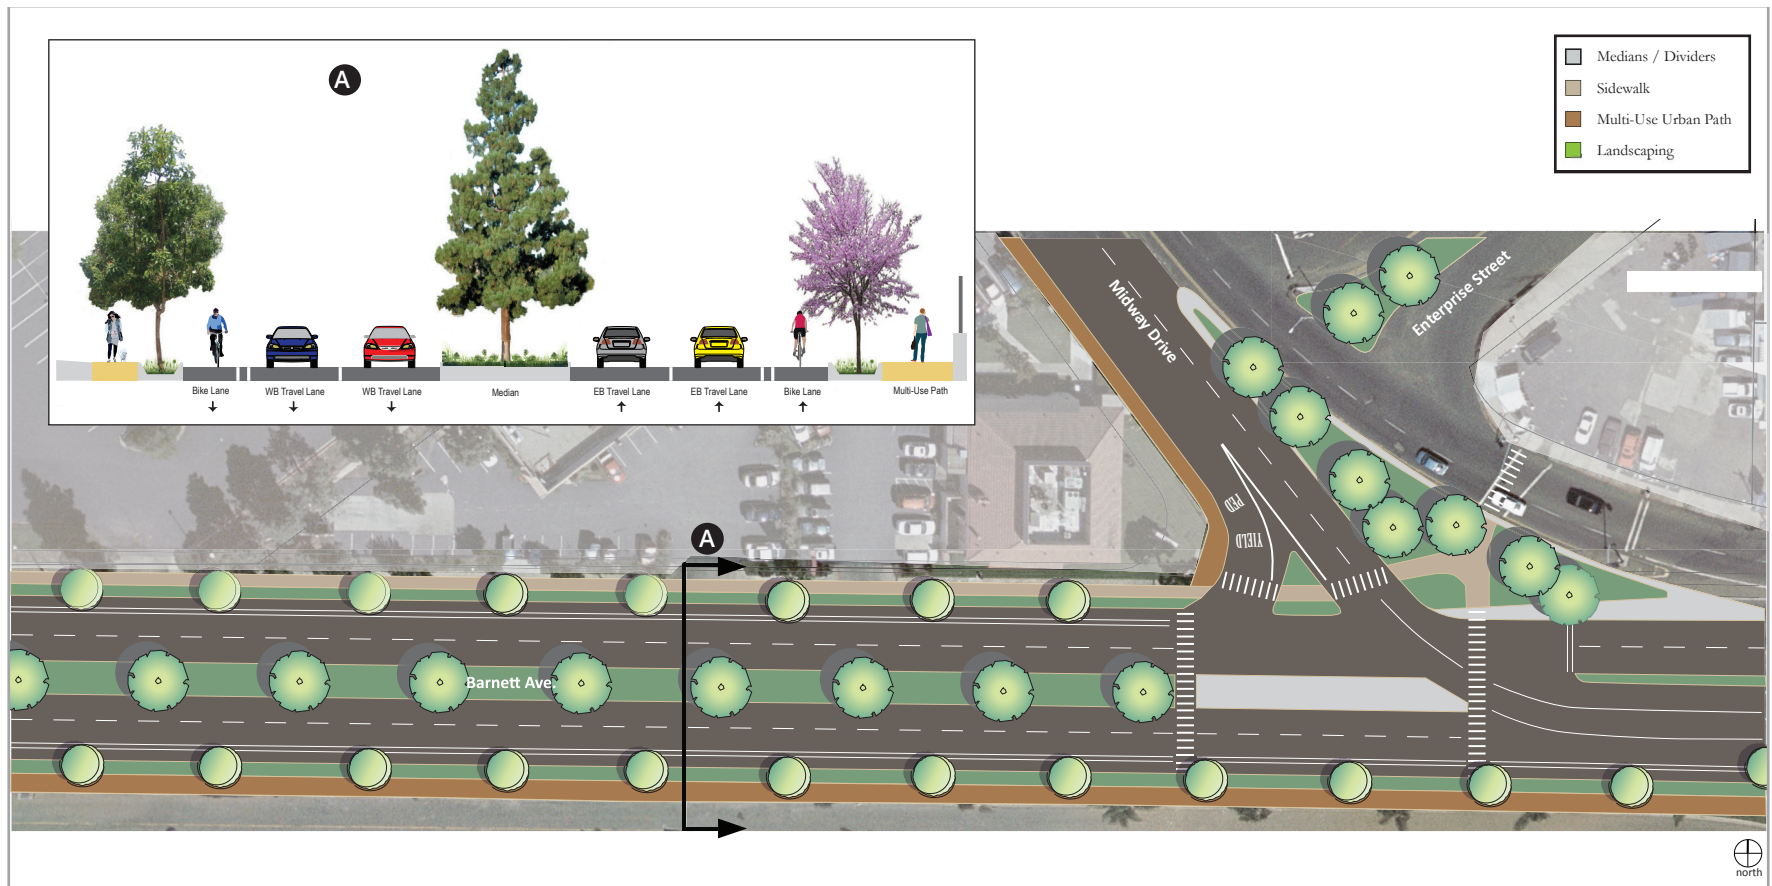 A
Bike Lane
WB Travel Lane
WB Travel Lane
Median
EB Travel Lane
EB Travel Lane
Bike Lane
Multi-Use Path
Medians / Dividers
Sidewalk
Multi-Use Urban Path
Landscaping
Midway Drive
Enterprise Street
PED
YIELD
A
Barnett Ave.
north